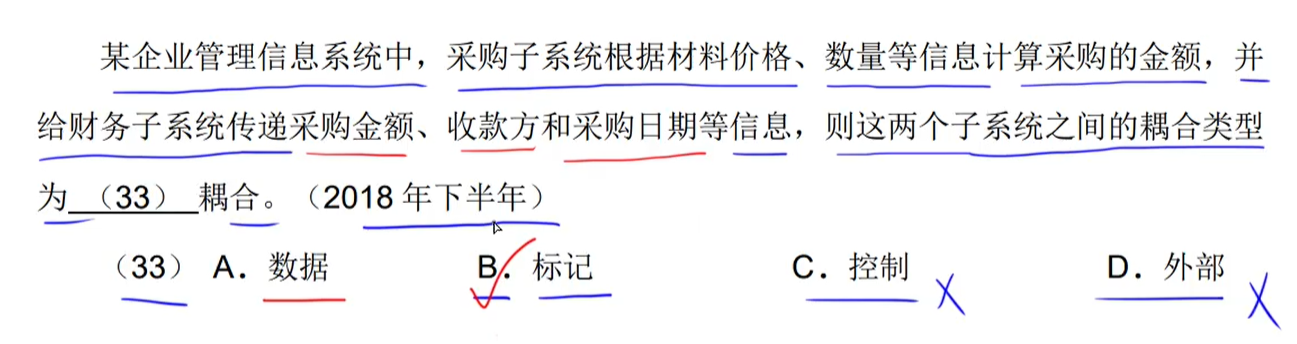 某企业管理信息系统中，采购子系统根据材料价格、数量等信息计算采购的金额，并
给财务子系统传递采购金额、收款方和采购日期等信息，则这两个子系统之间的耦合类型
为（33）耦合。（2018 年下半年）
（33） A．数据 B．标记 C．控制 D．外部